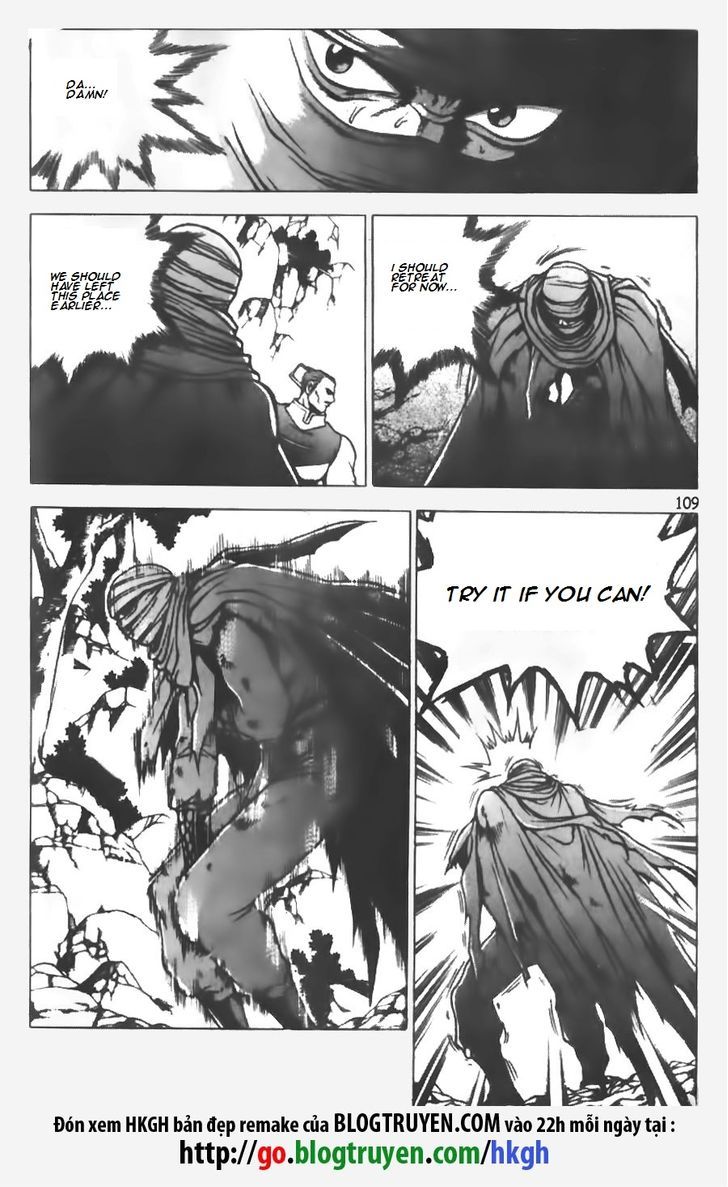 DA...
DAMN!
WE SHOULD
HAVE LEFT
THIS PLACE
EARLIER...
I SHOULD
RETREAT
FOR NOW...
109
TRY IT IF YOU CAN!
Đón xem HKGH bản đẹp remake của BLOGTRUYEN.COM vào 22h mỗi ngày tại :
http://go.blogtruyen.com/hkgh